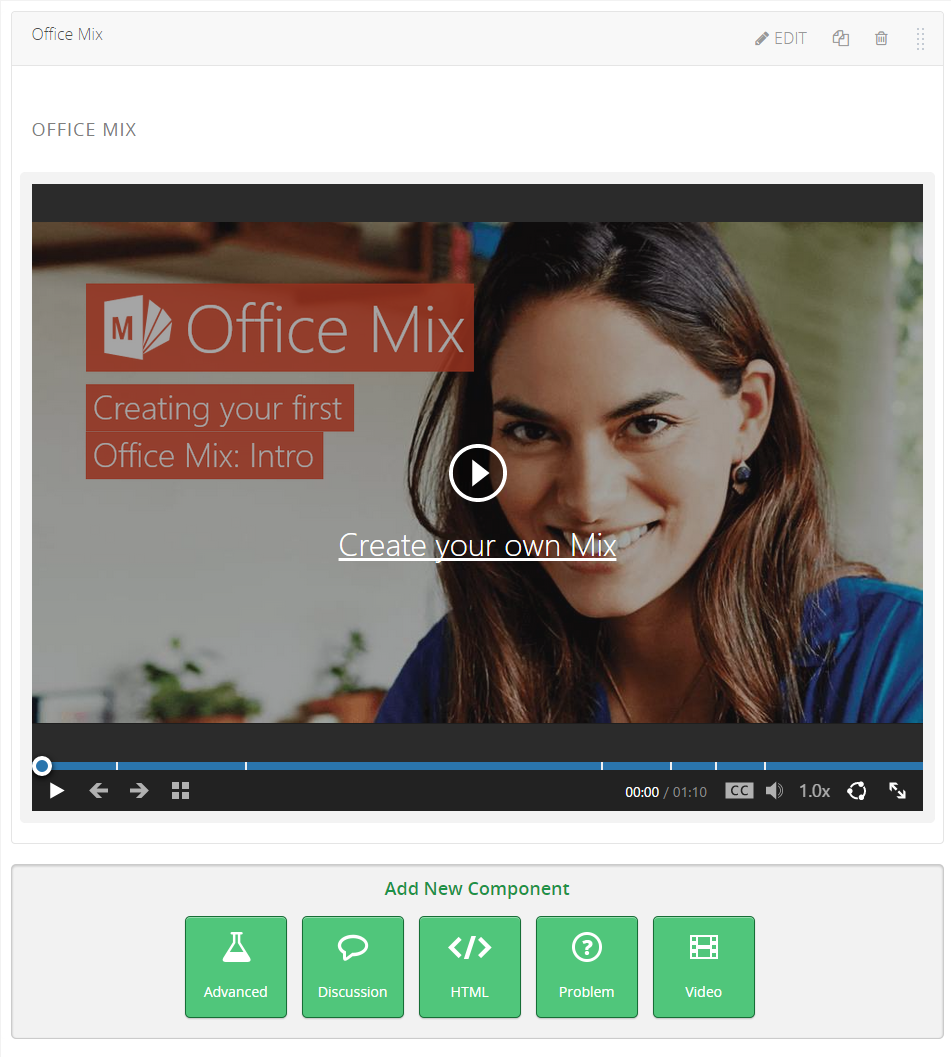 Office Mix
EDIT
OFFICE MIX
M
Office Mix
Creating your first
Office Mix: Intro
Create your own Mix
00:00 / 01:10 CC 1.0x
Add New Component
Advanced Discussion HTML Problem Video